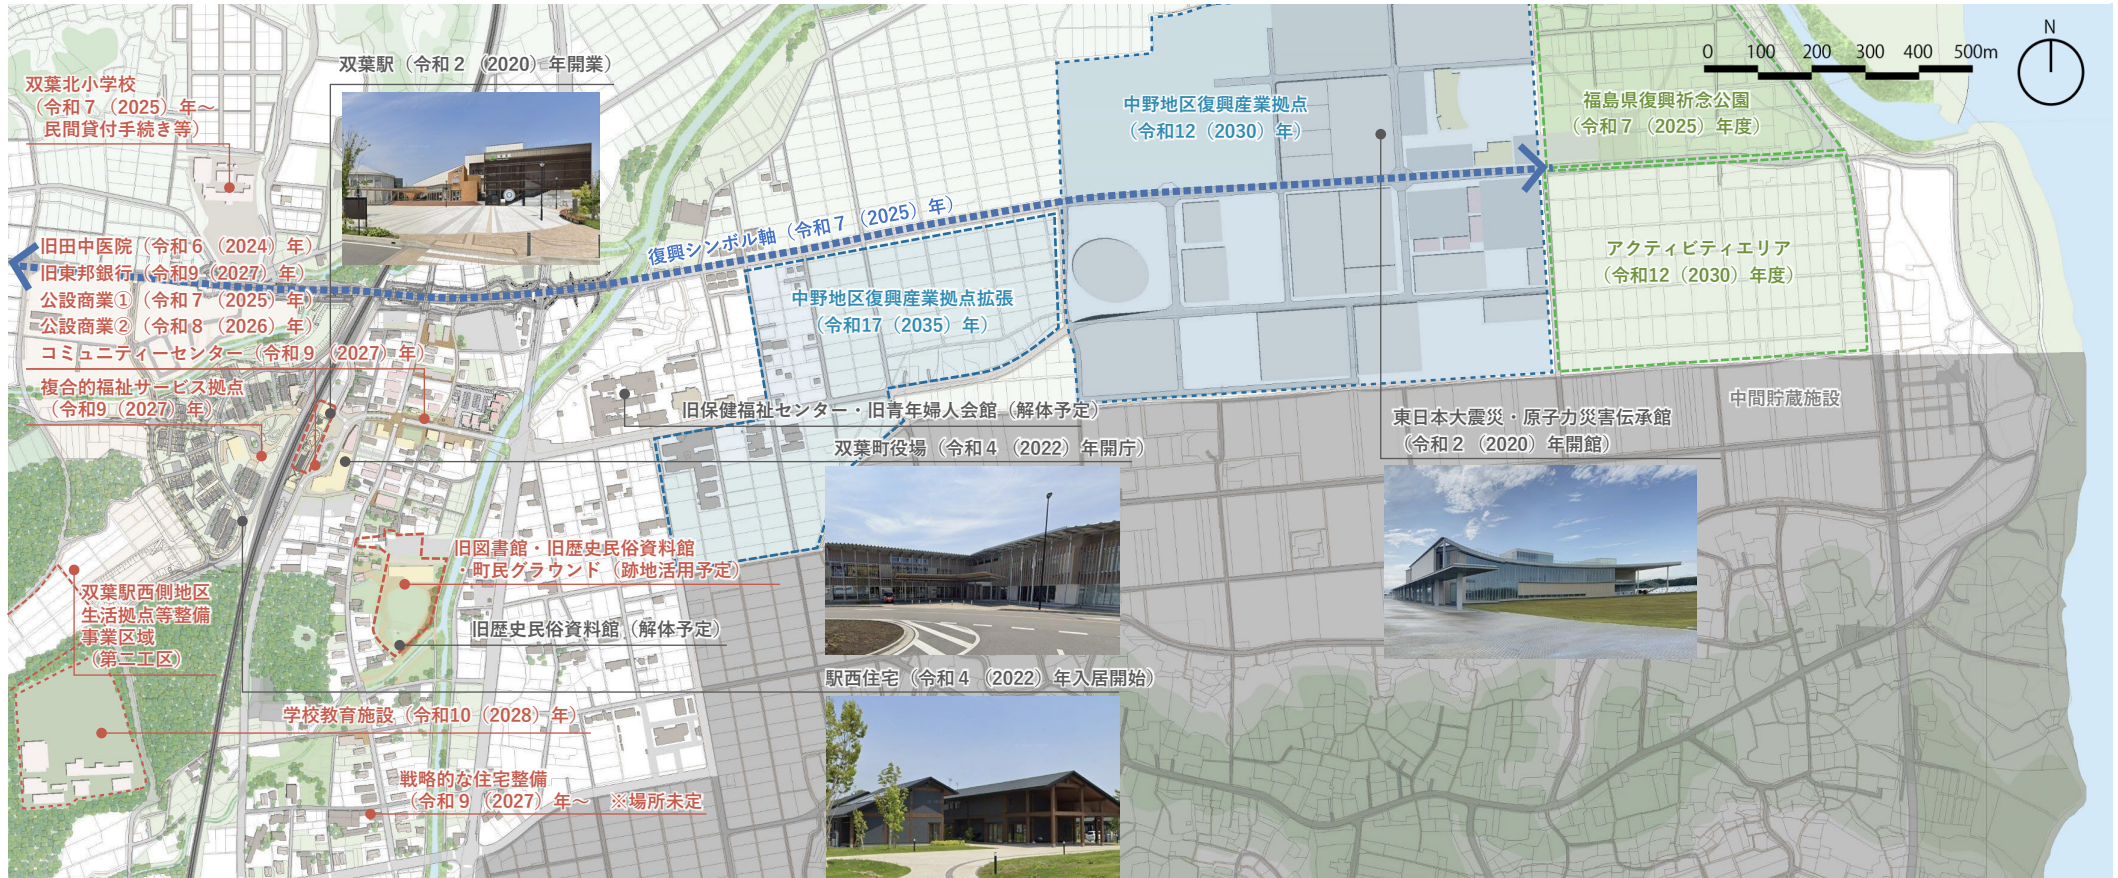 双葉駅（令和２（2020）年開業）
双葉北小学校
（令和７（2025）年～
民間貸付手続き等）
中野地区復興産業拠点
（令和12（2030）年）
福島県復興祈念公園
（令和７（2025）年度）
0 100 200 300 400 500m
N
復興シンボル軸（令和７（2025）年）
旧田中医院（令和６（2024）年）
旧東邦銀行（令和9（2027）年）
公設商業①（令和７（2025）年）
公設商業②（令和８（2026）年）
コミュニティーセンター（令和９（2027）年）
複合的福祉サービス拠点
（令和9（2027）年）
中野地区復興産業拠点拡張
（令和17（2035）年）
アクティビティエリア
（令和12（2030）年度）
中間貯蔵施設
旧保健福祉センター・旧青年婦人会館（解体予定）
双葉町役場（令和４（2022）年開庁）
東日本大震災・原子力災害伝承館
（令和２（2020）年開館）
旧図書館・旧歴史民俗資料館
・町民グラウンド（跡地活用予定）
双葉駅西側地区
生活拠点等整備
事業区域
（第二工区）
旧歴史民俗資料館（解体予定）
駅西住宅（令和４（2022）年入居開始）
学校教育施設（令和10（2028）年）
戦略的な住宅整備
（令和９（2027）年～　※場所未定